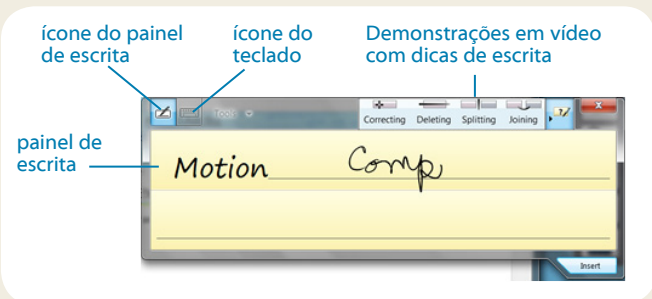 ícone do painel de escrita
ícone do teclado
Demonstrações em vídeo com dicas de escrita
Tools
Correcting Deleting Splitting Joining
painel de escrita
Motion Comp
Insert